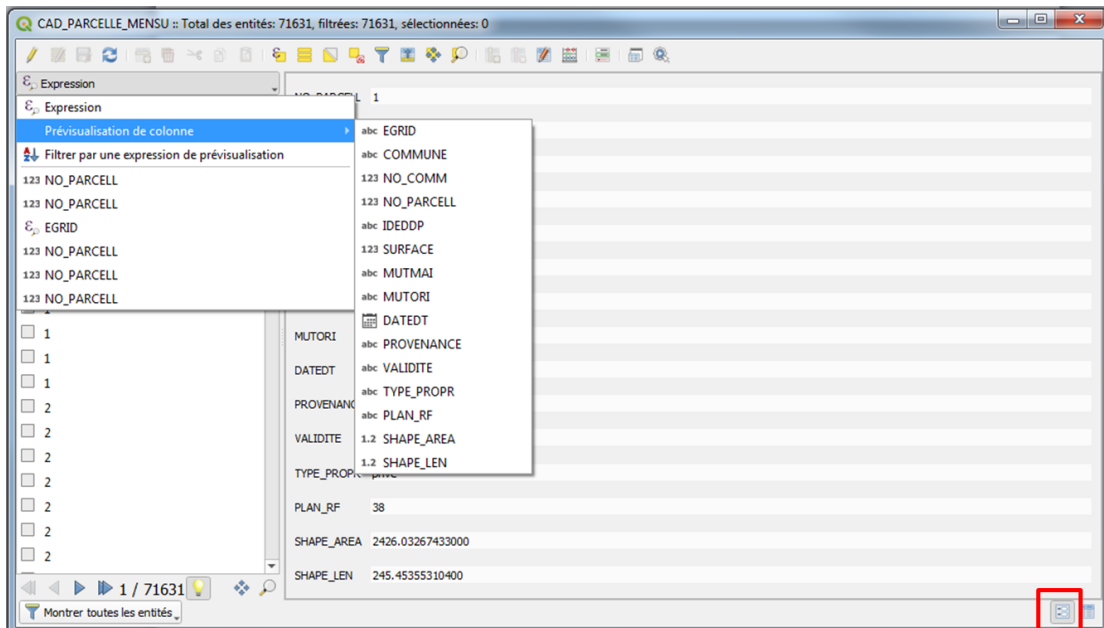 CAD_PARCELLE_MENSU :: Total des entités: 71631, filtrées: 71631, sélectionnées: 0
Expression
Expression
Prévisualisation de colonne
Filtrer par une expression de prévisualisation
123 NO_PARCELL
123 NO_PARCELL
EGRID
123 NO_PARCELL
123 NO_PARCELL
123 NO_PARCELL
abc EGRID
abc COMMUNE
123 NO_COMM
123 NO_PARCELL
abc IDEDDP
123 SURFACE
abc MUTMAI
abc MUTORI
DATEDT
abc PROVENANCE
abc VALIDITE
abc TYPE_PROPR
abc PLAN_RF
1.2 SHAPE_AREA
1.2 SHAPE_LEN
1
1
1
2
2
2
2
2
2
2
1 / 71631
Montrer toutes les entités
NO_PARCELL 1
MUTORI
DATEDT
PROVENANC
VALIDITE
TYPE_PROPR privé
PLAN_RF 38
SHAPE_AREA 2426.03267433000
SHAPE_LEN 245.45355310400